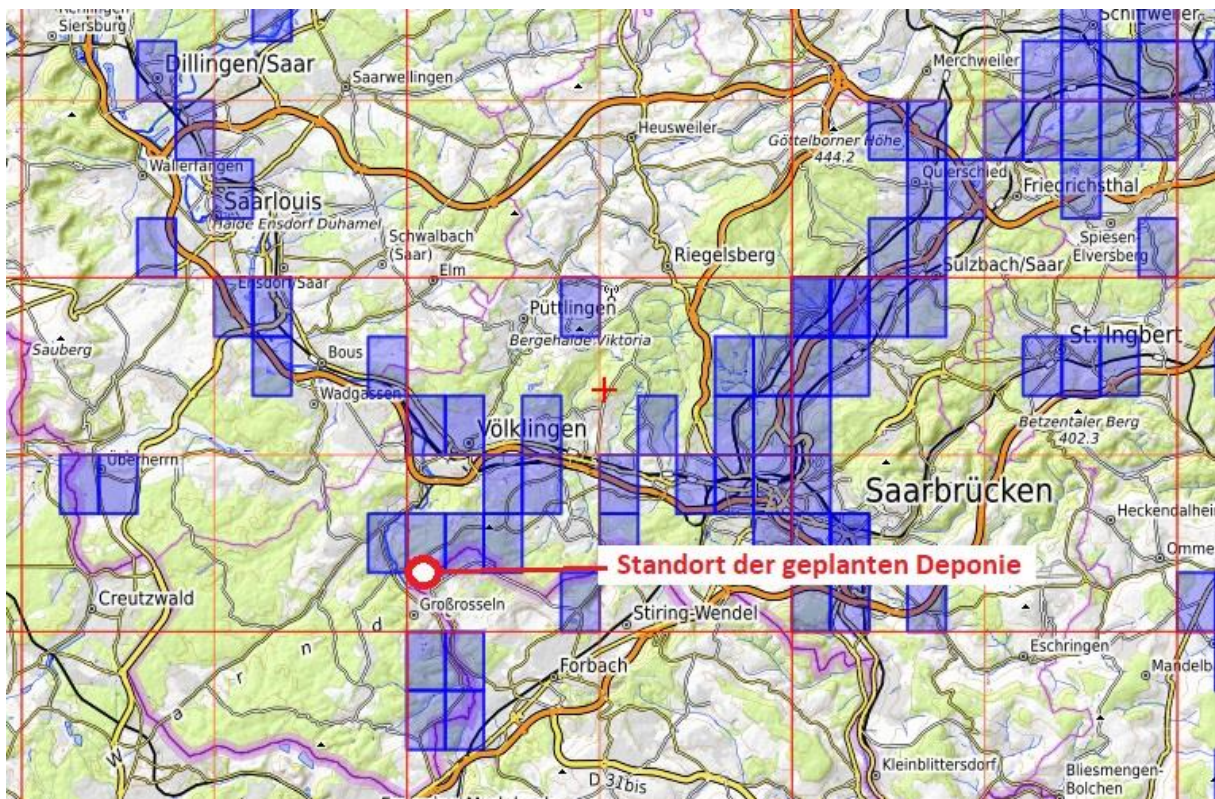 Siersburg
Schiffweiler
Dillingen/Saar
Saarwellingen
Merchweiler
Heusweiler
Göttelborner Höhe
444.2
Wallerfangen
Quierschied
Friedrichsthal
Saarlouis
Halde Ensdorf Duhamel
Schwalbach
(Saar)
Spiesen-
Elversberg
Riegelsberg
Elm
Sulzbach/Saar
Ensdorf/Saar
Püttlingen
Bergehalde Viktoria
St. Ingbert
Sauberg
Bous
Wadgassen
Betzentaler Berg
402.3
Völklingen
Überherrn
Saarbrücken
Heckendalhei
Omme
Standort der geplanten Deponie
Creutzwald
Großrosseln
Stiring-Wendel
W a r n d
Eschringen
Forbach
Mandelb
Kleinblittersdorf
D 31bis
Bliesmengen-
Bolchen